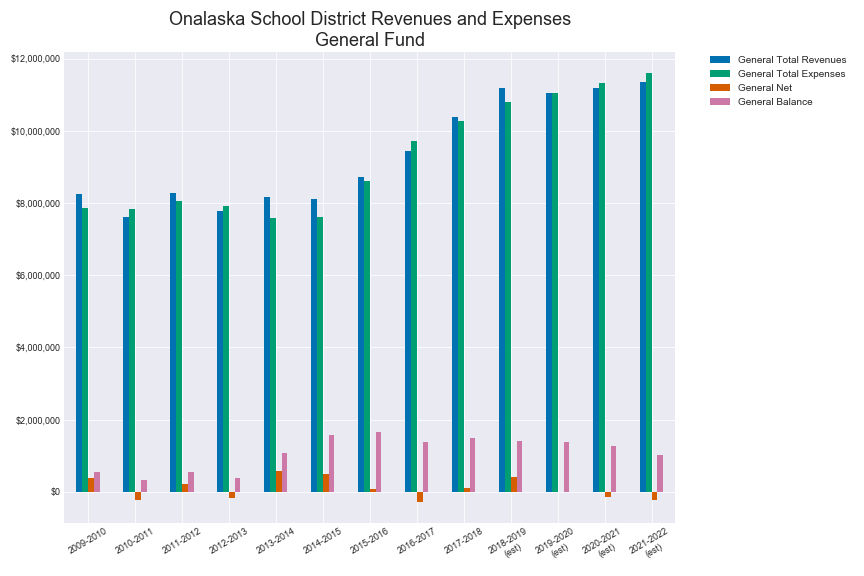 Onalaska School District Revenues and Expenses
General Fund
General Total Revenues
General Total Expenses
General Net
General Balance
$12,000,000
$10,000,000
$8,000,000
$6,000,000
$4,000,000
$2,000,000
$0
2009-2010
2010-2011
2011-2012
2012-2013
2013-2014
2014-2015
2015-2016
2016-2017
2017-2018
2018-2019
(est)
2019-2020
(est)
2020-2021
(est)
2021-2022
(est)